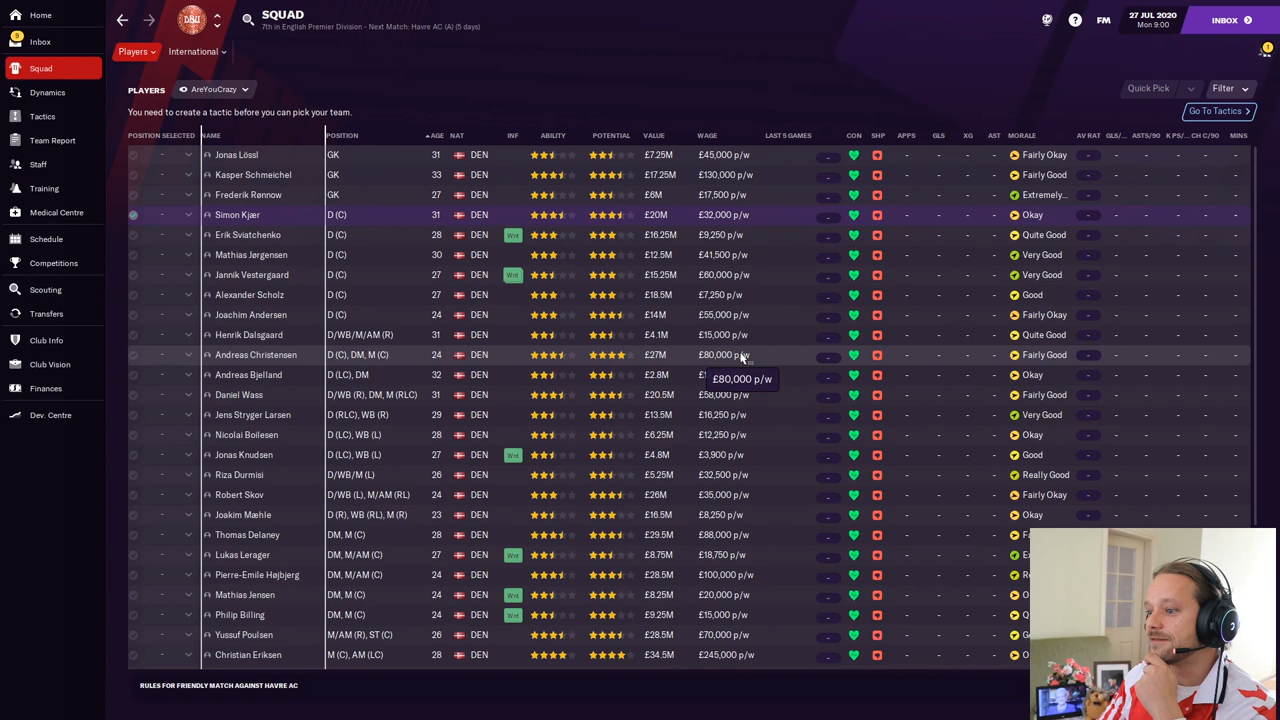 Home
9
Inbox
Squad
Dynamics
Tactics
Team Report
Staff
Training
Medical Centre
Schedule
Competitions
Scouting
Transfers
Club Info
Club Vision
Finances
Dev. Centre
DBU
SQUAD
7th in English Premier Division - Next Match: Havre AC (A) (5 days)
? FM 27 JUL 2020 Mon 9:00 INBOX
1
Players International
PLAYERS AreYouCrazy Quick Pick Filter
You need to create a tactic before you can pick your team. Go To Tactics
POSITION SELECTED NAME POSITION AGE NAT INF ABILITY POTENTIAL VALUE WAGE LAST 5 GAMES CON SHP APPS GLS XG AST MORALE AV RAT GLS/... ASTS/90 K PS/... CH C/90 MINS
- Jonas Lössl GK 31 DEN £7.25M £45,000 p/w - - - - - Fairly Okay - - - - - -
- Kasper Schmeichel GK 33 DEN £17.25M £130,000 p/w - - - - - Fairly Good - - - - - -
- Frederik Rønnow GK 27 DEN £6M £17,500 p/w - - - - - Extremely... - - - - - -
- Simon Kjær D (C) 31 DEN £20M £32,000 p/w - - - - - Okay - - - - - -
- Erik Sviatchenko D (C) 28 DEN Wnt £16.25M £9,250 p/w - - - - - Quite Good - - - - - -
- Mathias Jørgensen D (C) 30 DEN £12.5M £41,500 p/w - - - - - Very Good - - - - - -
- Jannik Vestergaard D (C) 27 DEN Wnt £15.25M £60,000 p/w - - - - - Very Good - - - - - -
- Alexander Scholz D (C) 27 DEN £18.5M £7,250 p/w - - - - - Good - - - - - -
- Joachim Andersen D (C) 24 DEN £14M £55,000 p/w - - - - - Fairly Okay - - - - - -
- Henrik Dalsgaard D/WB/M/AM (R) 31 DEN £4.1M £15,000 p/w - - - - - Quite Good - - - - - -
- Andreas Christensen D (C), DM, M (C) 24 DEN £27M £80,000 p/w - - - - - Fairly Good - - - - - -
- Andreas Bjelland D (LC), DM 32 DEN £2.8M - - - - - Okay - - - - - -
£80,000 p/w
- Daniel Wass D/WB (R), DM, M (RLC) 31 DEN £20.5M £58,000 p/w - - - - - Fairly Good - - - - - -
- Jens Stryger Larsen D (RLC), WB (R) 29 DEN £13.5M £16,250 p/w - - - - - Very Good - - - - - -
- Nicolai Boilesen D (LC), WB (L) 28 DEN £6.25M £12,250 p/w - - - - - Okay - - - - - -
- Jonas Knudsen D (LC), WB (L) 27 DEN Wnt £4.8M £3,900 p/w - - - - - Good - - - - - -
- Riza Durmisi D/WB/M (L) 26 DEN £5.25M £32,500 p/w - - - - - Really Good - - - - - -
- Robert Skov D/WB (L), M/AM (RL) 24 DEN £26M £35,000 p/w - - - - - Fairly Okay - - - - - -
- Joakim Mæhle D (R), WB (RL), M (R) 23 DEN £16.5M £8,250 p/w - - - - - Okay - - - - - -
- Thomas Delaney DM, M (C) 28 DEN £29.5M £88,000 p/w - - - - -
- Lukas Lerager DM, M/AM (C) 27 DEN Wnt £8.75M £18,750 p/w - - - - -
- Pierre-Emile Højbjerg DM, M/AM (C) 24 DEN £28.5M £100,000 p/w - - - - -
- Mathias Jensen DM, M (C) 24 DEN Wnt £8.25M £20,000 p/w - - - - -
- Philip Billing DM, M (C) 24 DEN Wnt £9.25M £15,000 p/w - - - - -
- Yussuf Poulsen M/AM (R), ST (C) 26 DEN £28.5M £70,000 p/w - - - - -
- Christian Eriksen M (C), AM (LC) 28 DEN £34.5M £245,000 p/w - - - - -
RULES FOR FRIENDLY MATCH AGAINST HAVRE AC